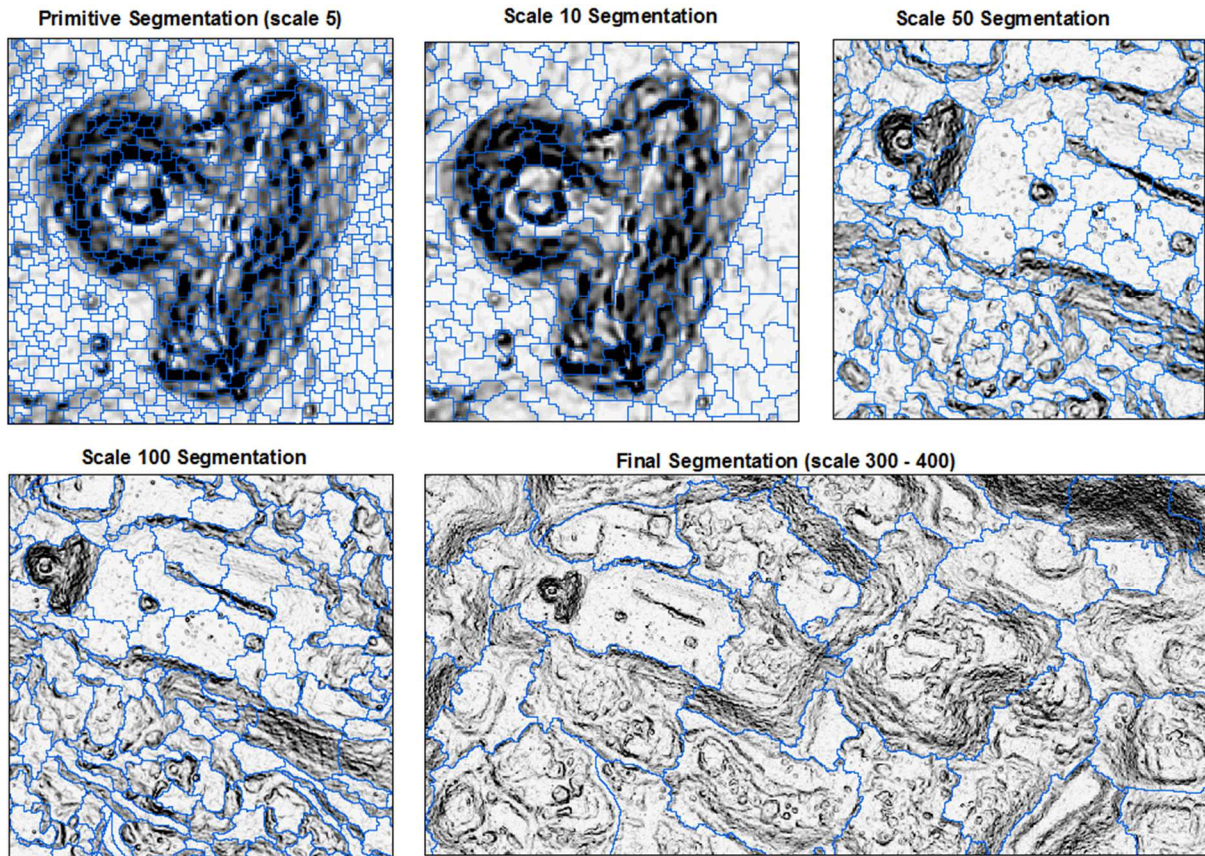 Primitive Segmentation (scale 5)
Scale 10 Segmentation
Scale 50 Segmentation
Scale 100 Segmentation
Final Segmentation (scale 300 - 400)